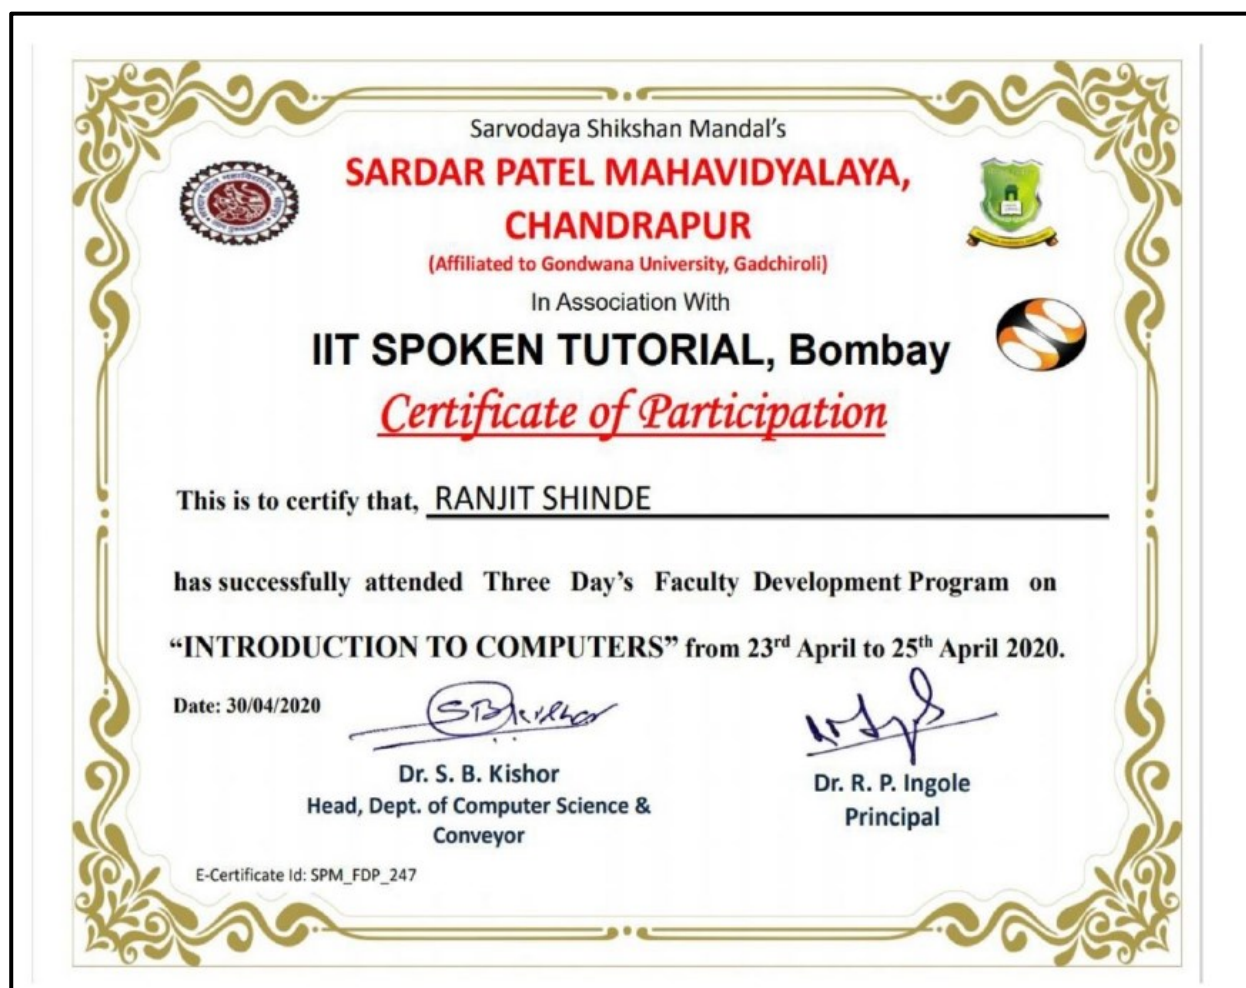 Sarvodaya Shikshan Mandal's
SARDAR PATEL MAHAVIDYALAYA,
CHANDRAPUR
(Affiliated to Gondwana University, Gadchiroli)
In Association With
IIT SPOKEN TUTORIAL, Bombay
Certificate of Participation
This is to certify that, RANJIT SHINDE
has successfully attended Three Day's Faculty Development Program on
“INTRODUCTION TO COMPUTERS” from 23rd April to 25th April 2020.
Date: 30/04/2020
Dr. S. B. Kishor
Head, Dept. of Computer Science &
Conveyor
Dr. R. P. Ingole
Principal
E-Certificate Id: SPM_FDP_247